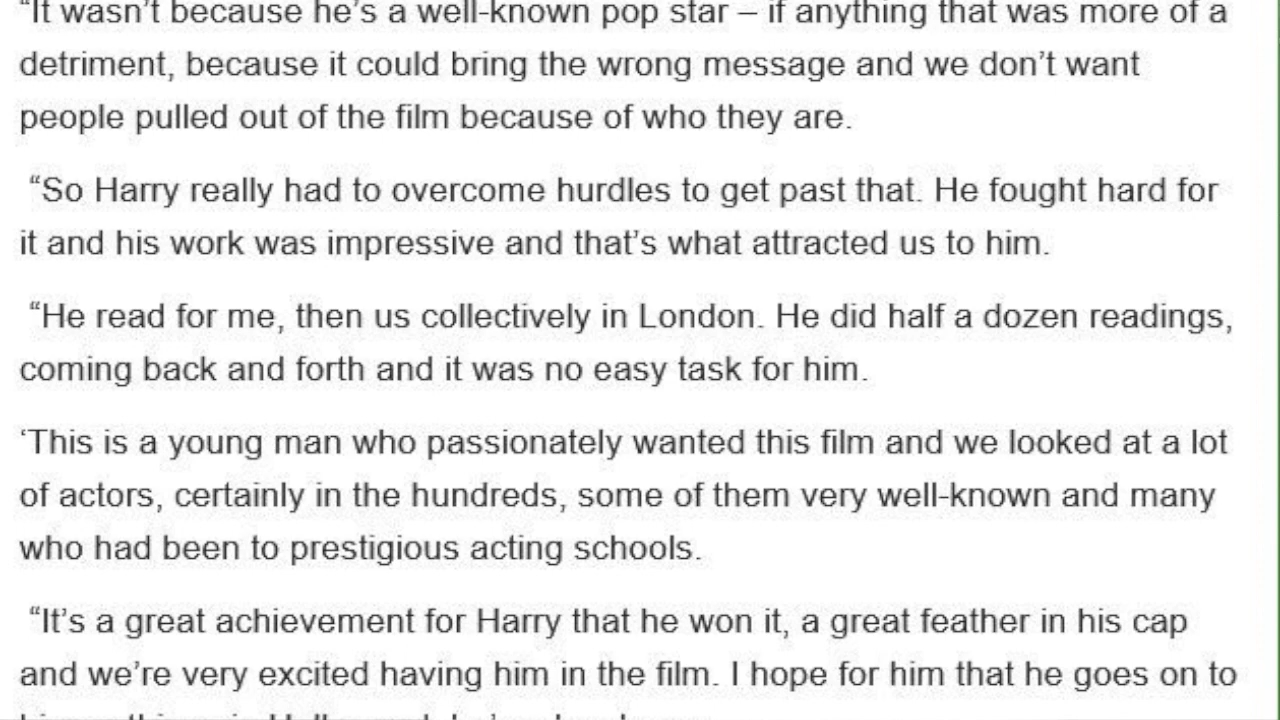 “It wasn’t because he’s a well-known pop star – if anything that was more of a
detriment, because it could bring the wrong message and we don’t want
people pulled out of the film because of who they are.
“So Harry really had to overcome hurdles to get past that. He fought hard for
it and his work was impressive and that’s what attracted us to him.
“He read for me, then us collectively in London. He did half a dozen readings,
coming back and forth and it was no easy task for him.
‘This is a young man who passionately wanted this film and we looked at a lot
of actors, certainly in the hundreds, some of them very well-known and many
who had been to prestigious acting schools.
“It’s a great achievement for Harry that he won it, a great feather in his cap
and we’re very excited having him in the film. I hope for him that he goes on to